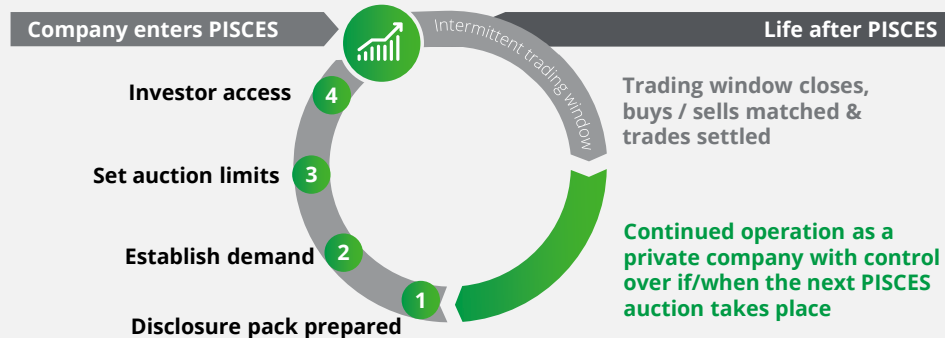 Company enters PISCES
Intermittent trading window
Life after PISCES
4
Investor access
3
Set auction limits
2
Establish demand
1
Disclosure pack prepared
Trading window closes,
buys / sells matched &
trades settled
Continued operation as a
private company with control
over if/when the next PISCES
auction takes place